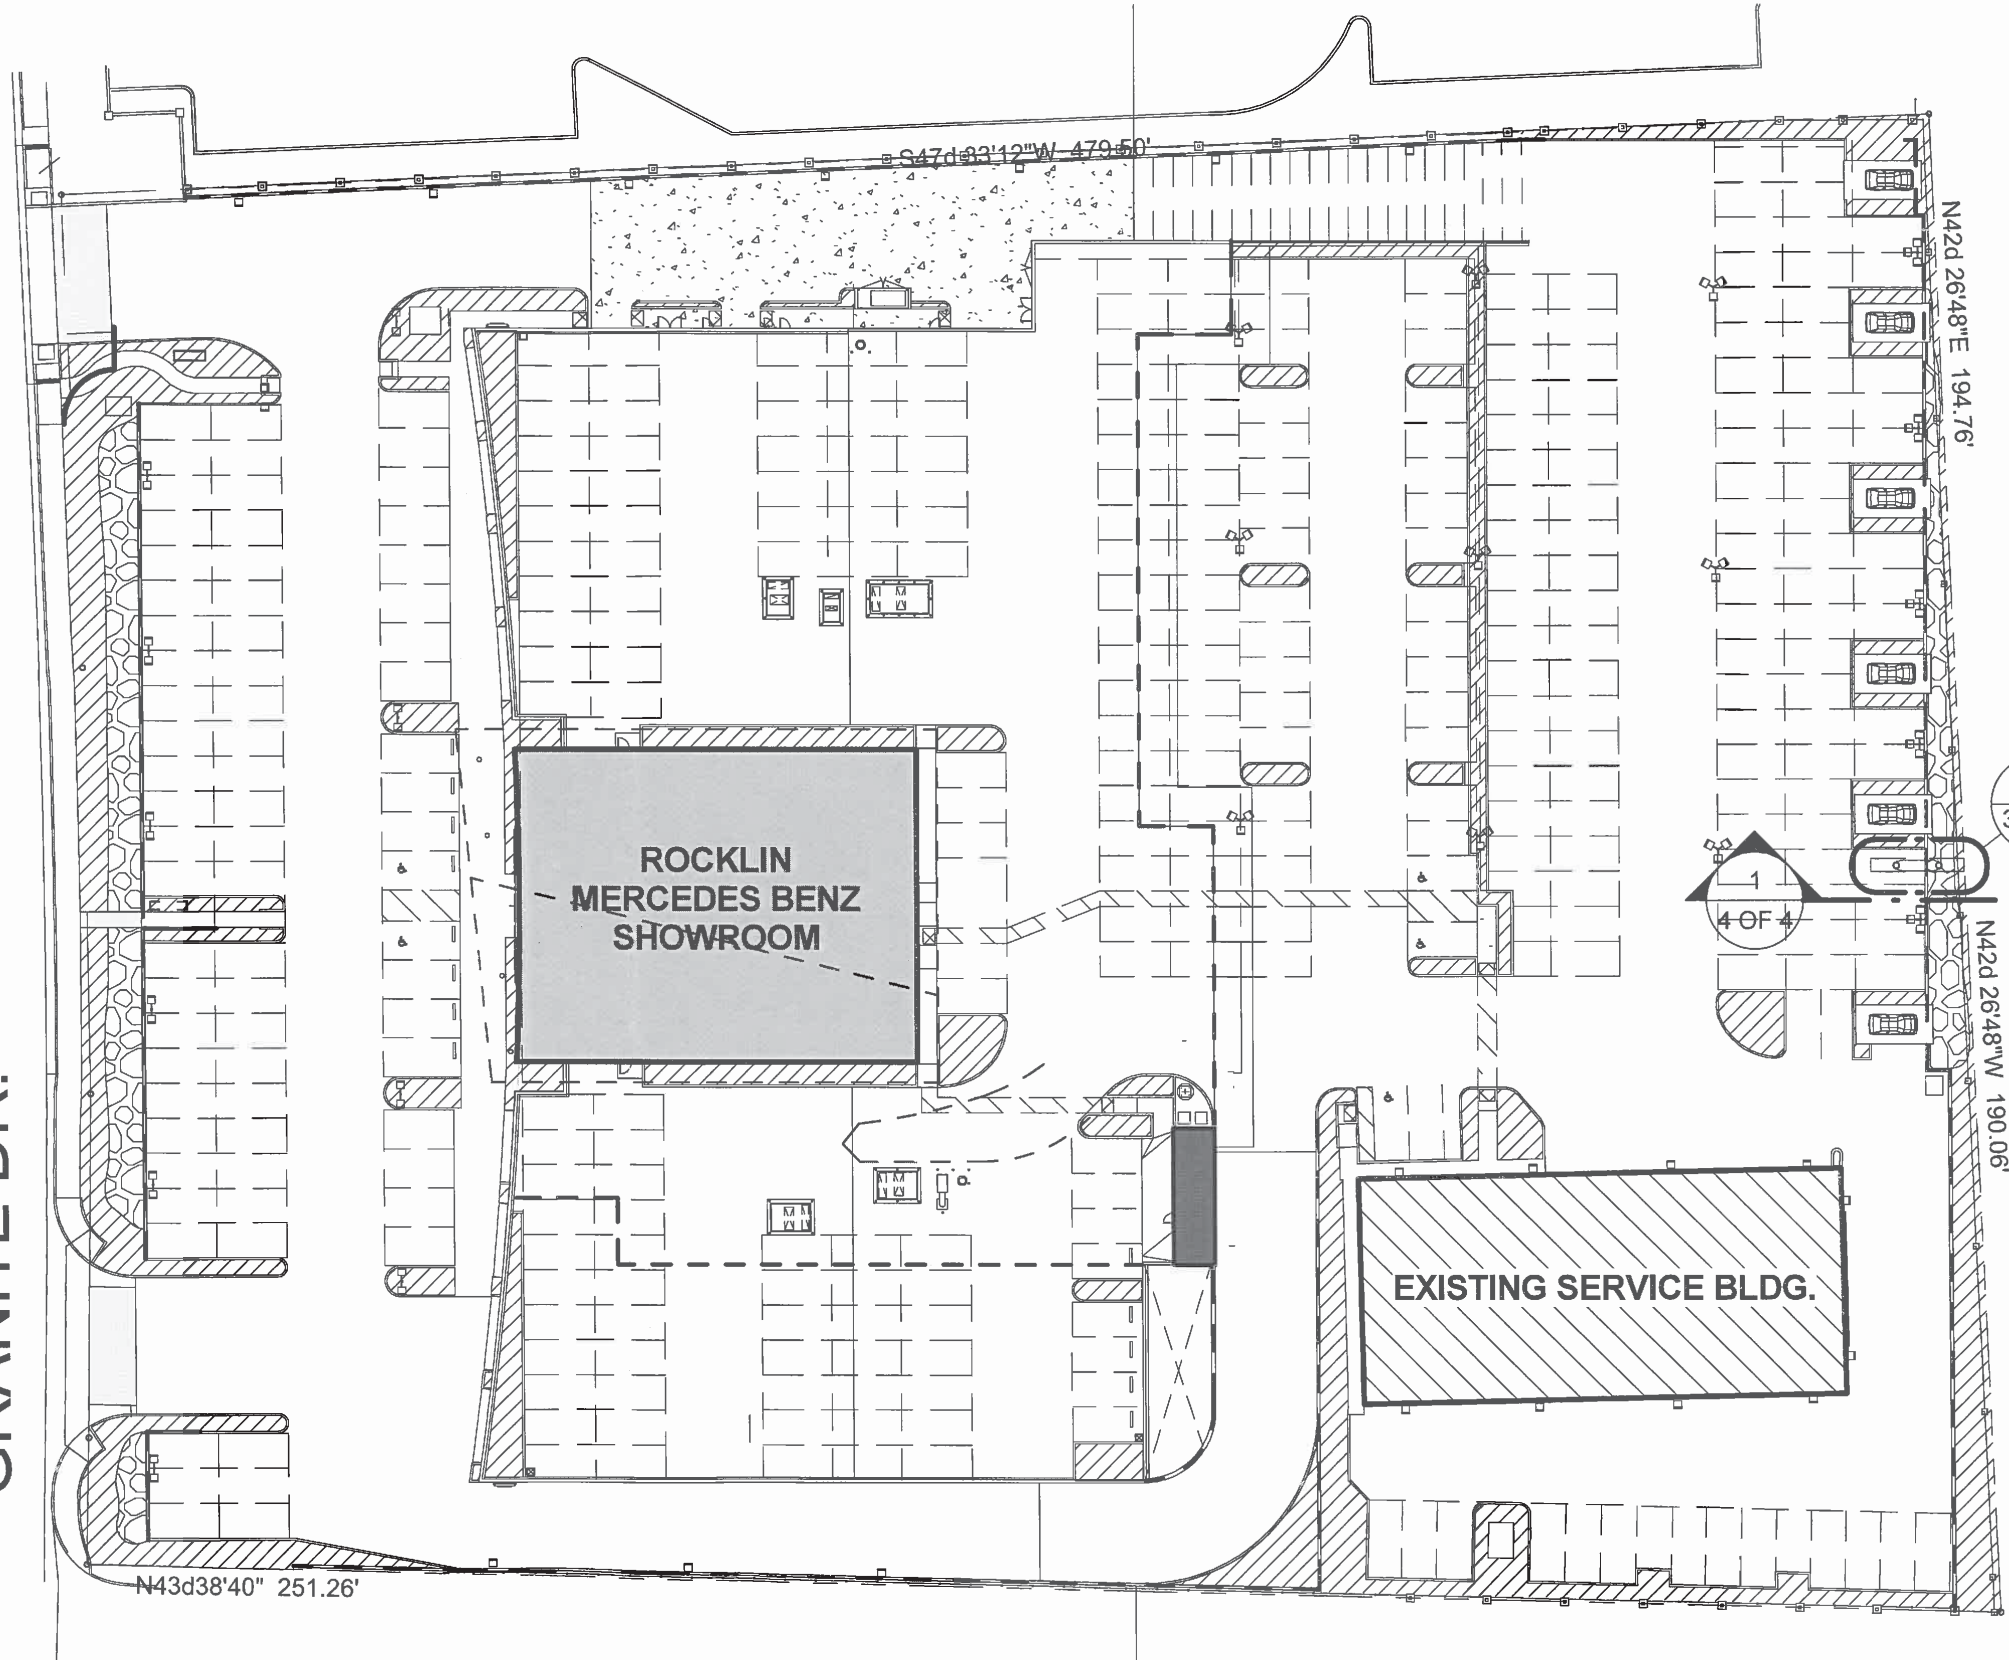 S47d 33'12"W 479.50'
N42d 26'48"E 194.76'
ROCKLIN
MERCEDES BENZ
SHOWROOM
1
4 OF 4
N42d 26'48"W 190.06'
EXISTING SERVICE BLDG.
N43d38'40" 251.26'